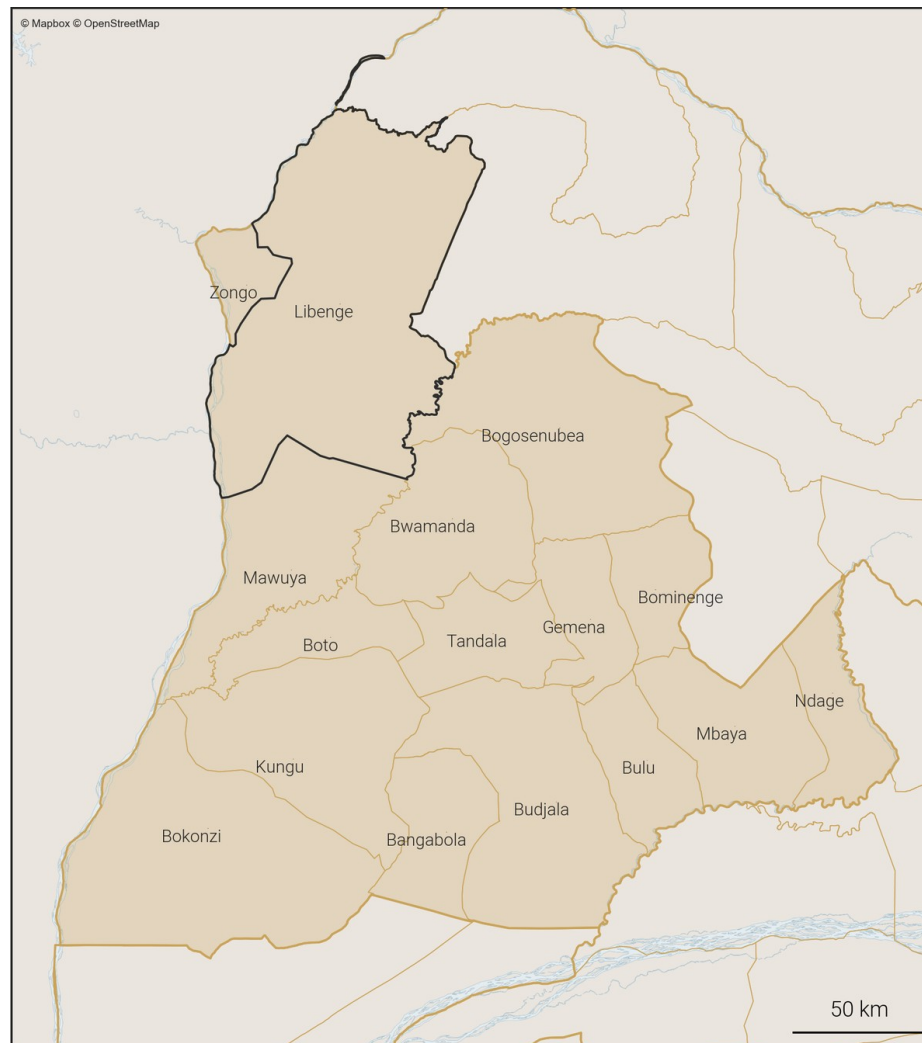 © Mapbox © OpenStreetMap
Zongo
Libenge
Bogosenubea
Bwamanda
Mawuya
Bominenge
Gemena
Tandala
Boto
Ndage
Mbaya
Kungu
Bulu
Budjala
Bokonzi
Bangabola
50 km